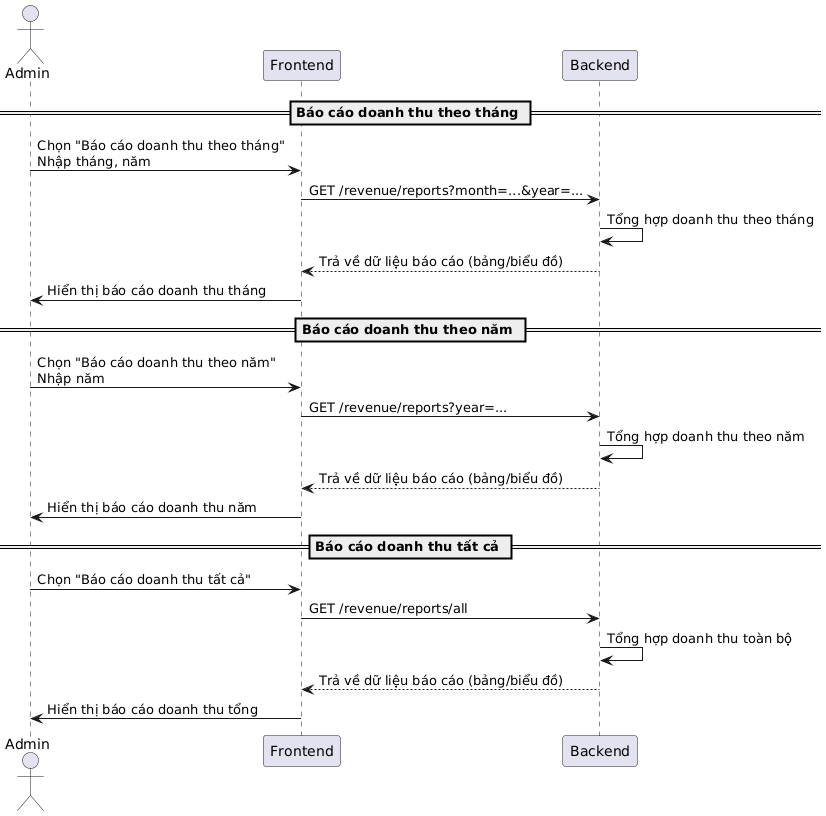 Admin
Frontend
Backend
Báo cáo doanh thu theo tháng
Chọn "Báo cáo doanh thu theo tháng"
Nhập tháng, năm
GET /revenue/reports?month=...&year=...
Tổng hợp doanh thu theo tháng
Trả về dữ liệu báo cáo (bảng/biểu đồ)
Hiển thị báo cáo doanh thu tháng
Báo cáo doanh thu theo năm
Chọn "Báo cáo doanh thu theo năm"
Nhập năm
GET /revenue/reports?year=...
Tổng hợp doanh thu theo năm
Trả về dữ liệu báo cáo (bảng/biểu đồ)
Hiển thị báo cáo doanh thu năm
Báo cáo doanh thu tất cả
Chọn "Báo cáo doanh thu tất cả"
GET /revenue/reports/all
Tổng hợp doanh thu toàn bộ
Trả về dữ liệu báo cáo (bảng/biểu đồ)
Hiển thị báo cáo doanh thu tổng
Admin
Frontend
Backend